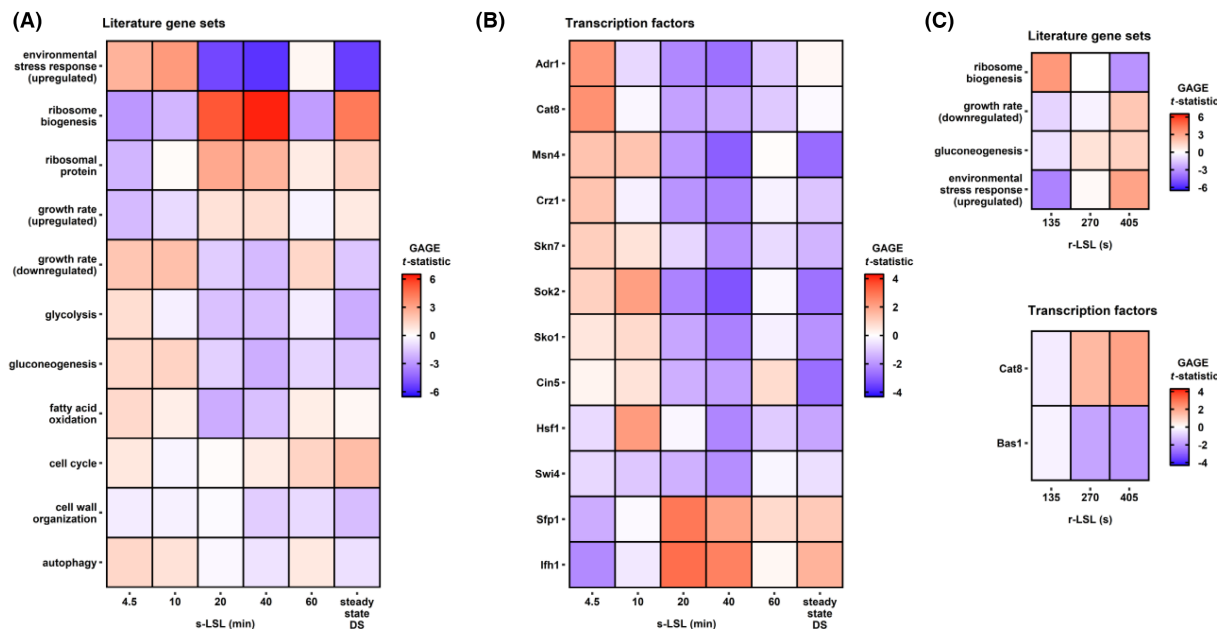 (A)
Literature gene sets
environmental
stress response
(upregulated)
ribosome
biogenesis
ribosomal
protein
growth rate
(upregulated)
growth rate
(downregulated)
glycolysis
gluconeogenesis
fatty acid
oxidation
cell cycle
cell wall
organization
autophagy
4.5 10 20 40 60 steady
state
DS
s-LSL (min)
GAGE
t-statistic
6
3
0
-3
-6
(B)
Transcription factors
Adr1
Cat8
Msn4
Crz1
Skn7
Sok2
Sko1
Cin5
Hsf1
Swi4
Sfp1
Ifh1
4.5 10 20 40 60 steady
state
DS
s-LSL (min)
GAGE
t-statistic
4
2
0
-2
-4
(C)
Literature gene sets
ribosome
biogenesis
growth rate
(downregulated)
gluconeogenesis
environmental
stress response
(upregulated)
135 270 405
r-LSL (s)
GAGE
t-statistic
6
3
0
-3
-6
Transcription factors
Cat8
Bas1
135 270 405
r-LSL (s)
GAGE
t-statistic
4
2
0
-2
-4